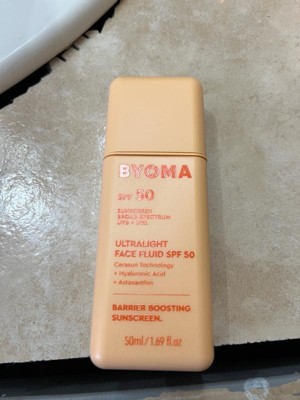 BYOMA
SPF 50
SUNSCREEN
BROAD SPECTRUM
UVB + UVA
ULTRALIGHT
FACE FLUID SPF 50
Cerasun Technology
+ Hyaluronic Acid
+ Astaxanthin
BARRIER BOOSTING
SUNSCREEN.
50ml/1.69 fl.oz